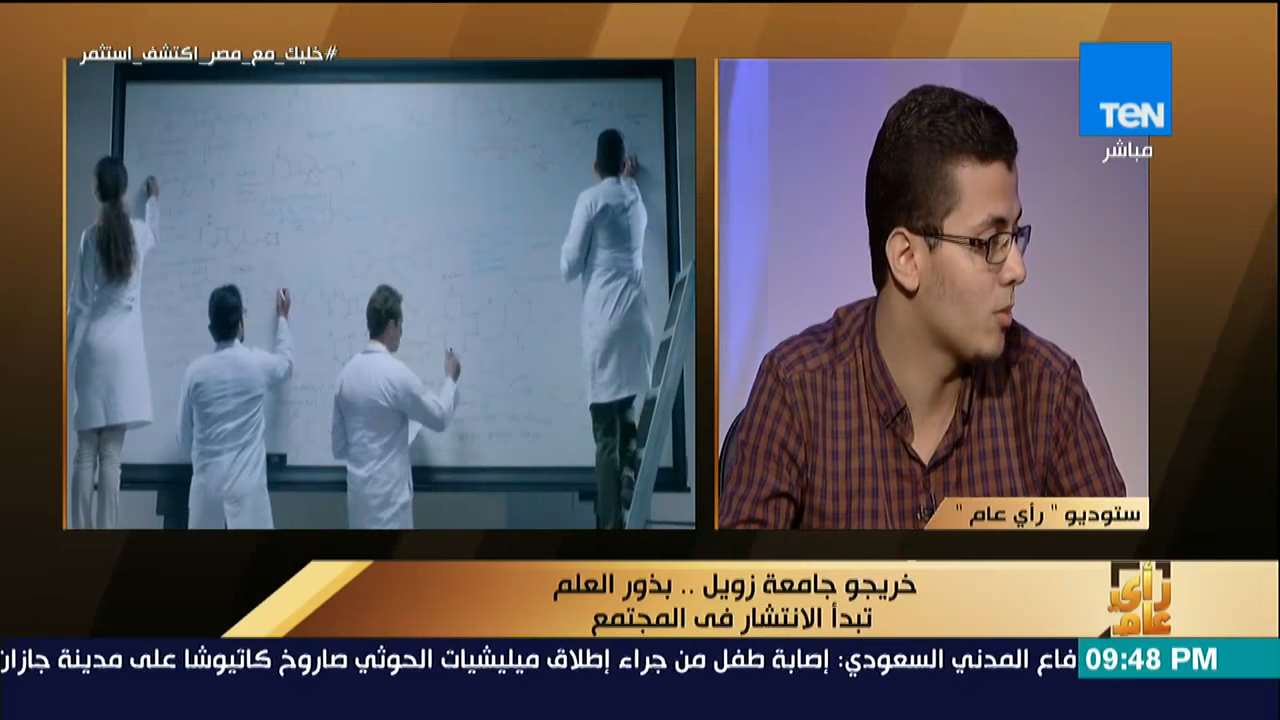 #خليك_مع_مصر_اكتشف_استثمر
TEN
مباشر
ستوديو " رأي عام "
خريجو جامعة زويل .. بذور العلم
تبدأ الانتشار فى المجتمع
رأي
عام
فاع المدني السعودي: إصابة طفل من جراء إطلاق ميليشيات الحوثي صاروخ كاتيوشا على مدينة جازان
09:48 PM